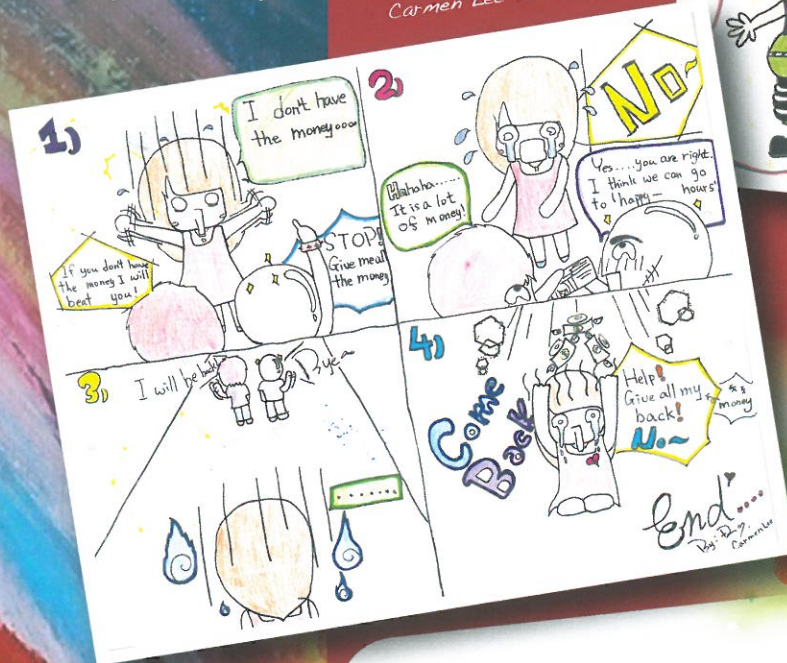 Carmen Lee
1)
I don't have
the money....
If you don't have
the money I will
beat you!
STOP!
Give me all
the money
2)
No~
Hahaha.....
It is a lot
of money!
Yes....you are right.
I think we can go
to 'happy— hours'
3)
I will be back!
Bye~
.......
4)
Come
Back
Help!
Give all my
money
back!
No~
End....
By:
Carmen Lee